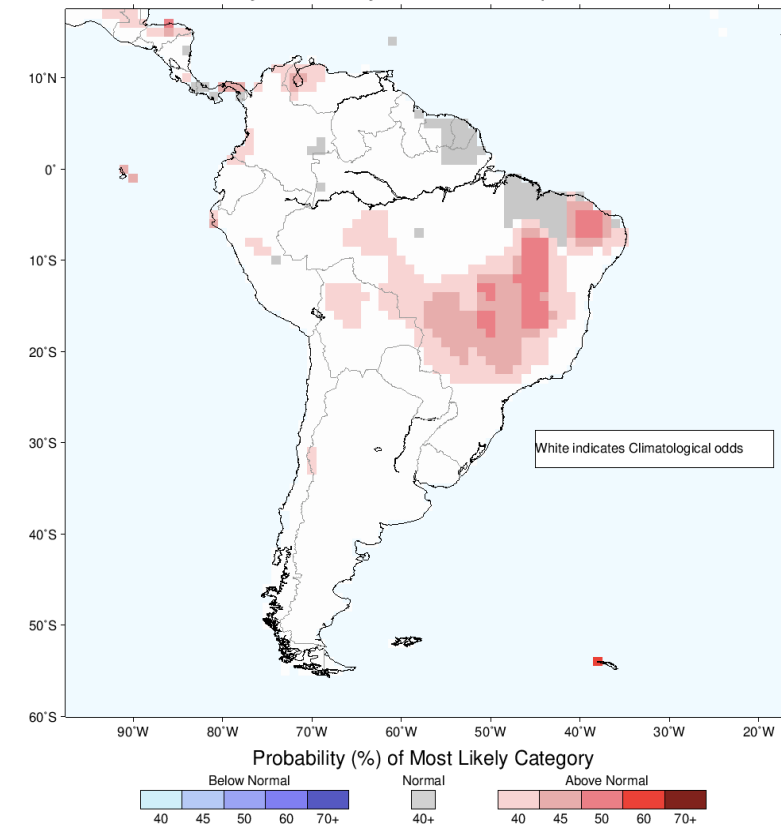 10°N
0°
10°S
20°S
30°S
40°S
50°S
60°S
White indicates Climatological odds
90°W 80°W 70°W 60°W 50°W 40°W 30°W 20°W
Probability (%) of Most Likely Category
Below Normal Normal Above Normal
40 45 50 60 70+ 40+ 40 45 50 60 70+